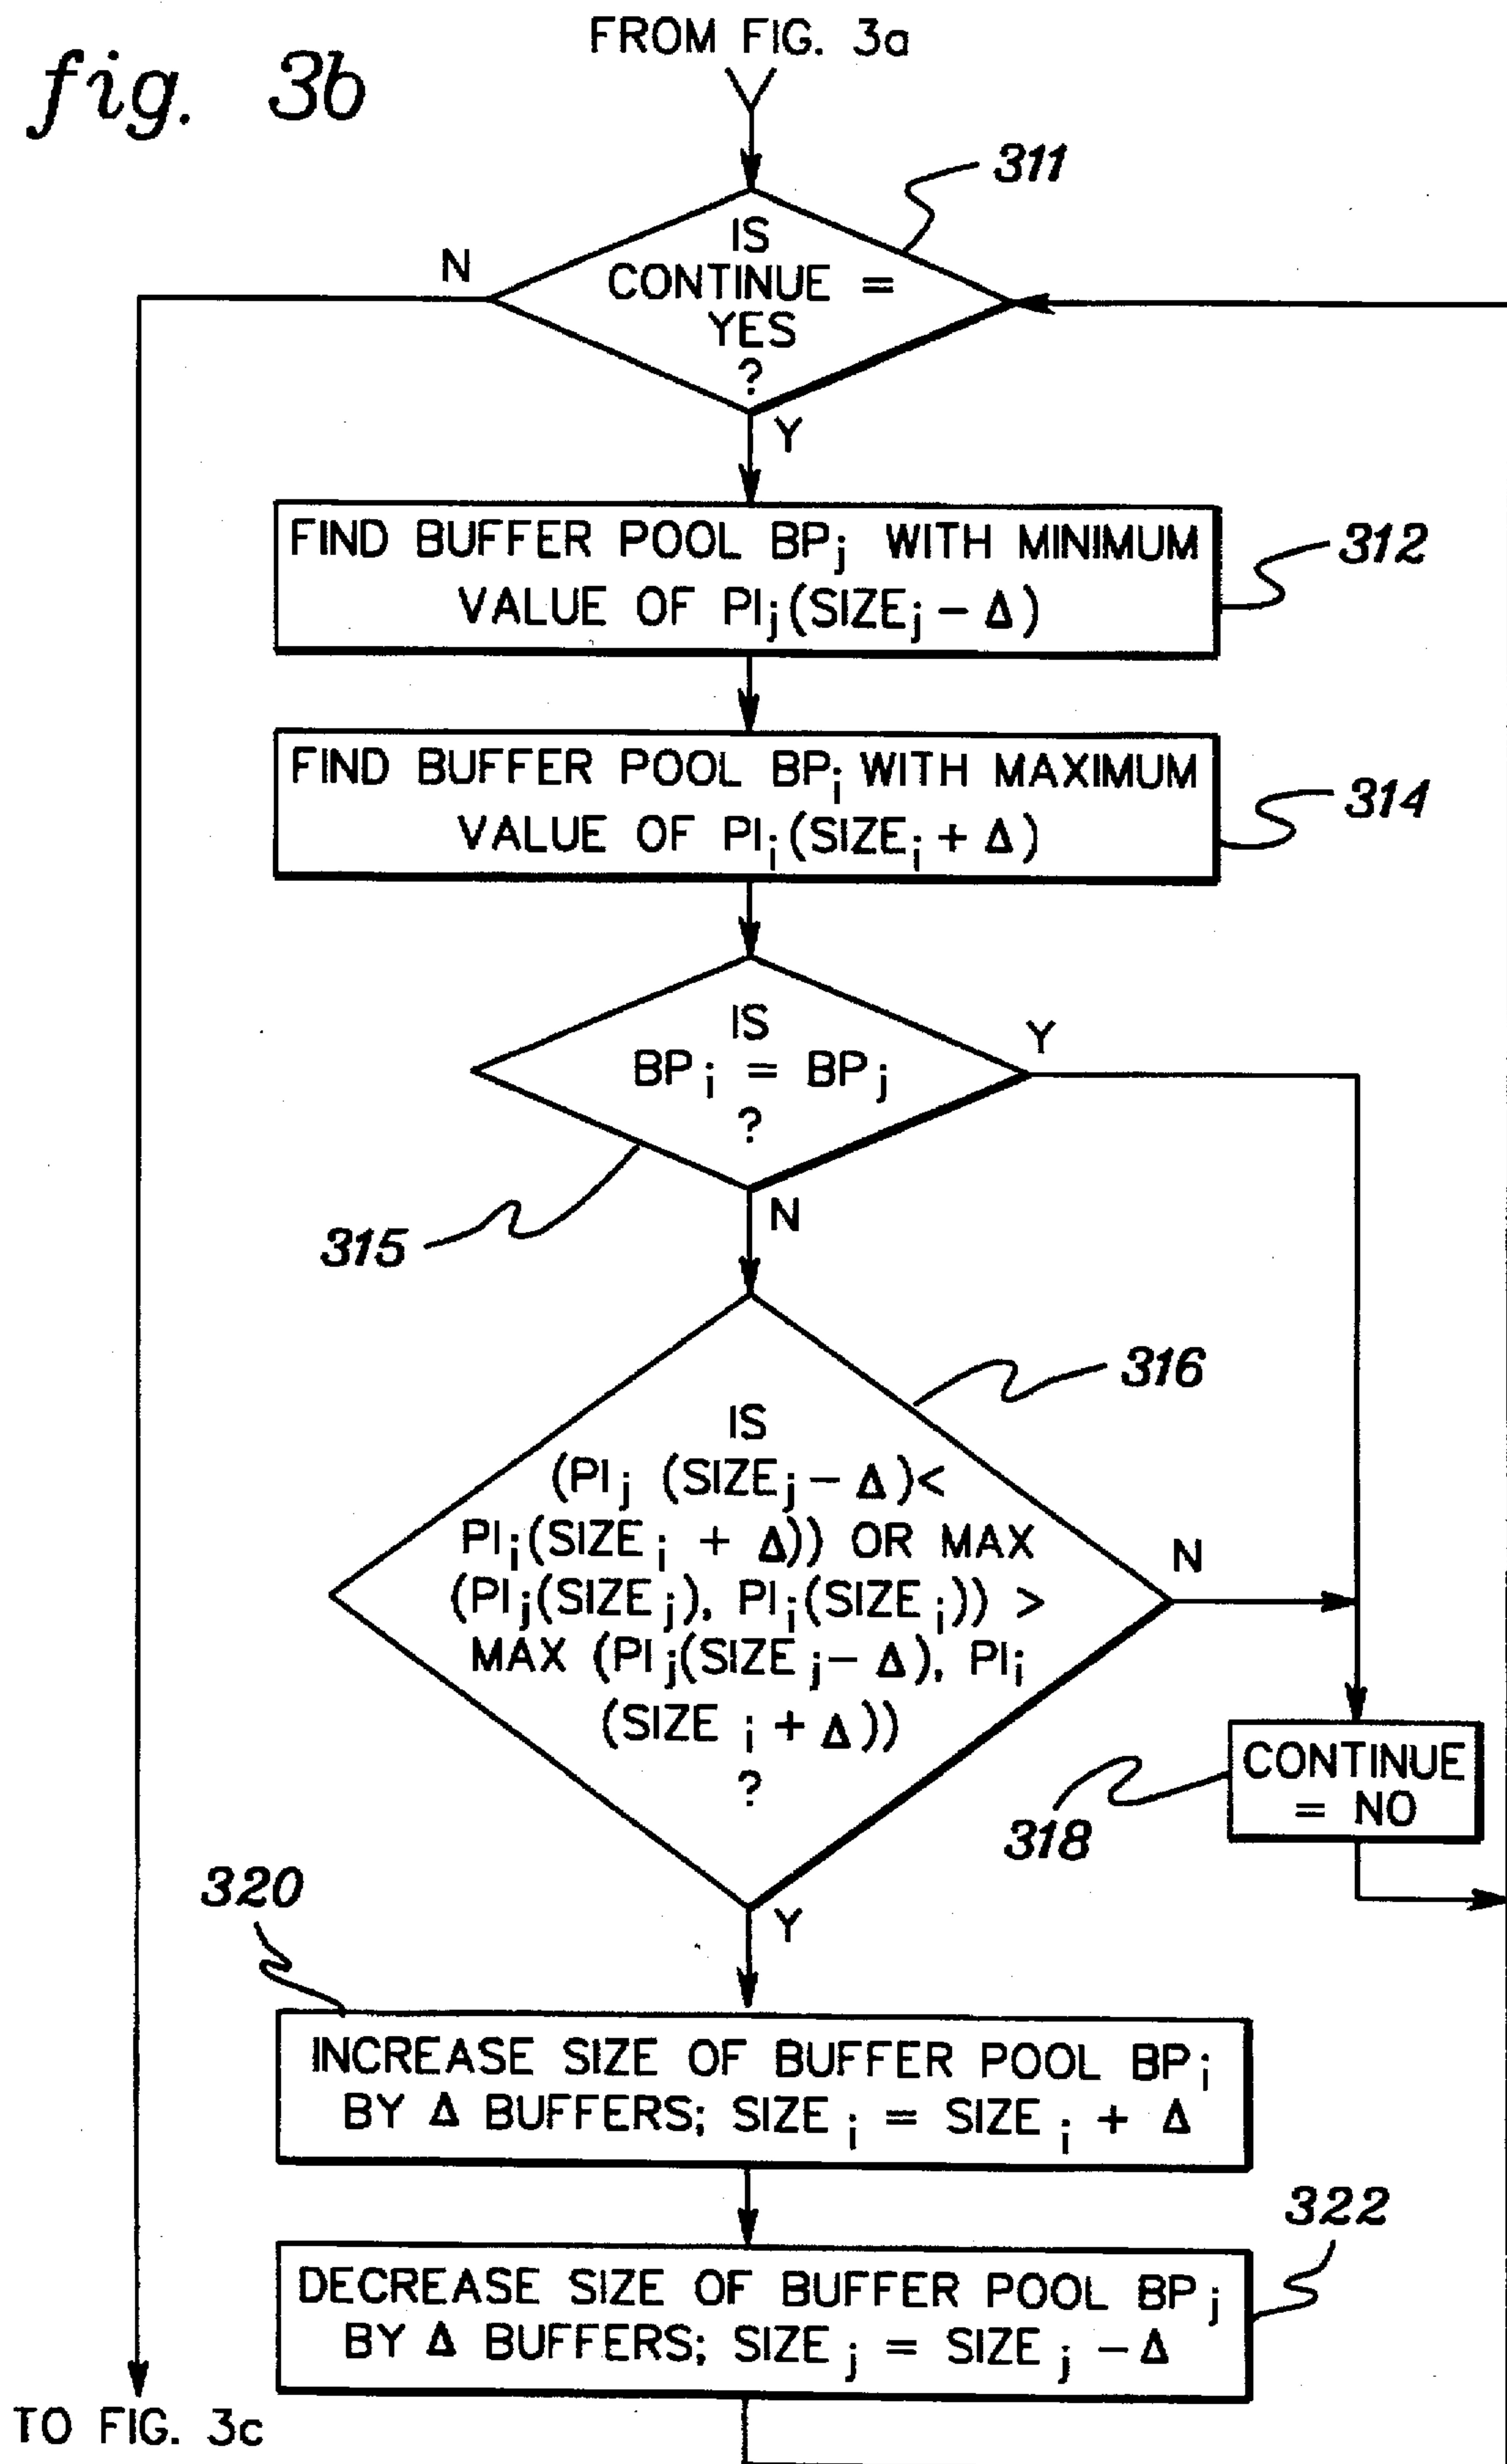 fig. 3b
FROM FIG. 3a
311
IS
CONTINUE =
YES
?
N
Y
FIND BUFFER POOL BPj WITH MINIMUM
VALUE OF PIj(SIZEj - Δ)
312
FIND BUFFER POOL BPi WITH MAXIMUM
VALUE OF PIi(SIZEi + Δ)
314
IS
BPi = BPj
?
Y
N
315
316
IS
(PIj (SIZEj - Δ)<
PIi(SIZEi + Δ)) OR MAX
(PIj(SIZEj), PIi(SIZEi)) >
MAX (PIj(SIZEj - Δ), PIi
(SIZE i + Δ))
?
N
Y
CONTINUE
= NO
318
320
INCREASE SIZE OF BUFFER POOL BPi
BY Δ BUFFERS; SIZE i = SIZE i + Δ
322
DECREASE SIZE OF BUFFER POOL BPj
BY Δ BUFFERS; SIZE j = SIZE j - Δ
TO FIG. 3c